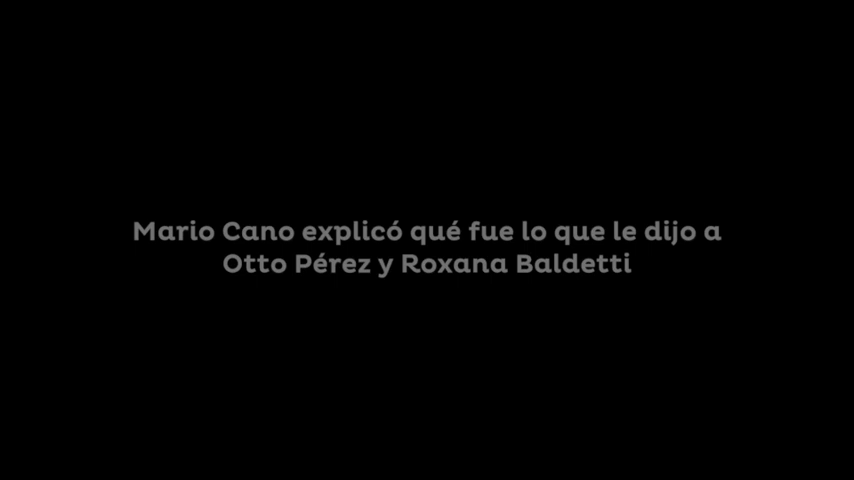 Mario Cano explicó qué fue lo que le dijo a
Otto Pérez y Roxana Baldetti